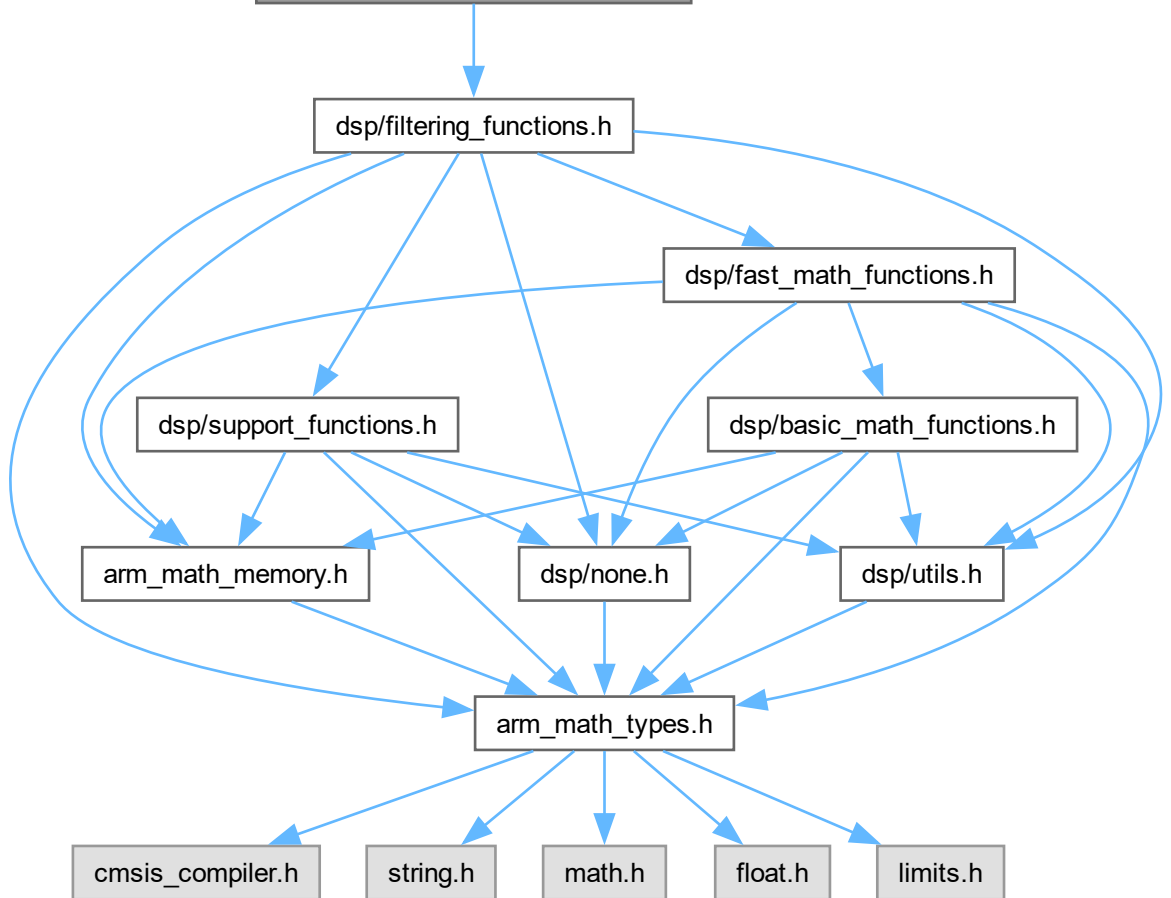 dsp/filtering_functions.h
dsp/fast_math_functions.h
dsp/support_functions.h
dsp/basic_math_functions.h
arm_math_memory.h
dsp/none.h
dsp/utils.h
arm_math_types.h
cmsis_compiler.h
string.h
math.h
float.h
limits.h